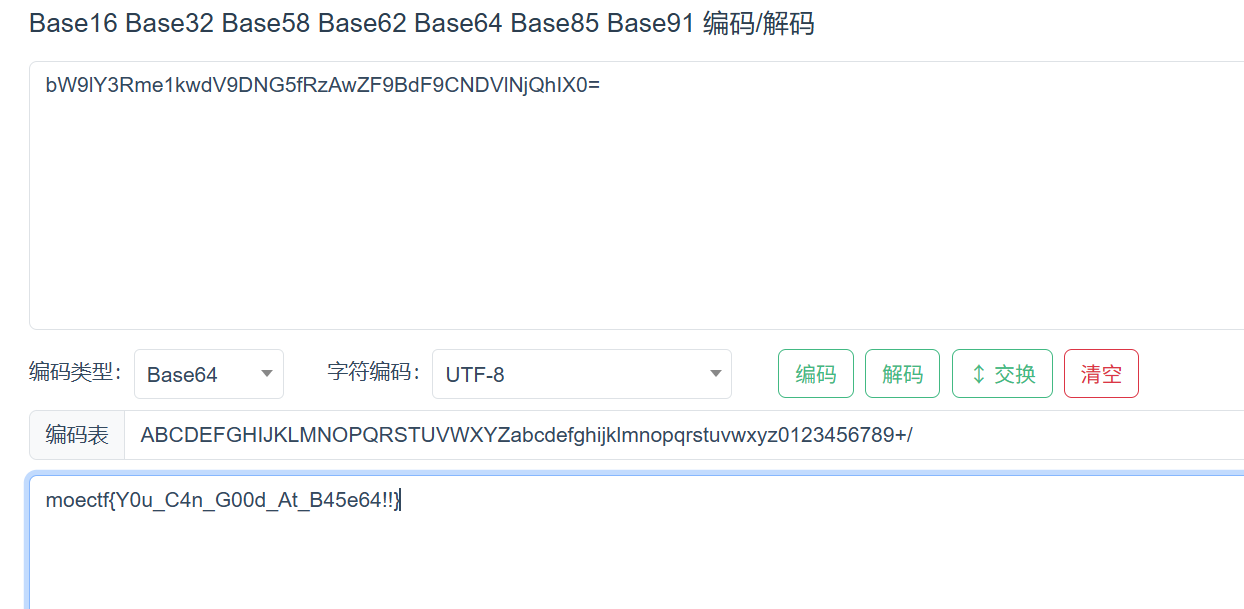 Base16 Base32 Base58 Base62 Base64 Base85 Base91 编码/解码
bW9lY3Rme1kwdV9DNG5fRzAwZF9BdF9CNDVlNjQhIX0=
编码类型： Base64 字符编码： UTF-8 编码 解码 交换 清空
编码表 ABCDEFGHIJKLMNOPQRSTUVWXYZabcdefghijklmnopqrstuvwxyz0123456789+/
moectf{Y0u_C4n_G00d_At_B45e64!!}